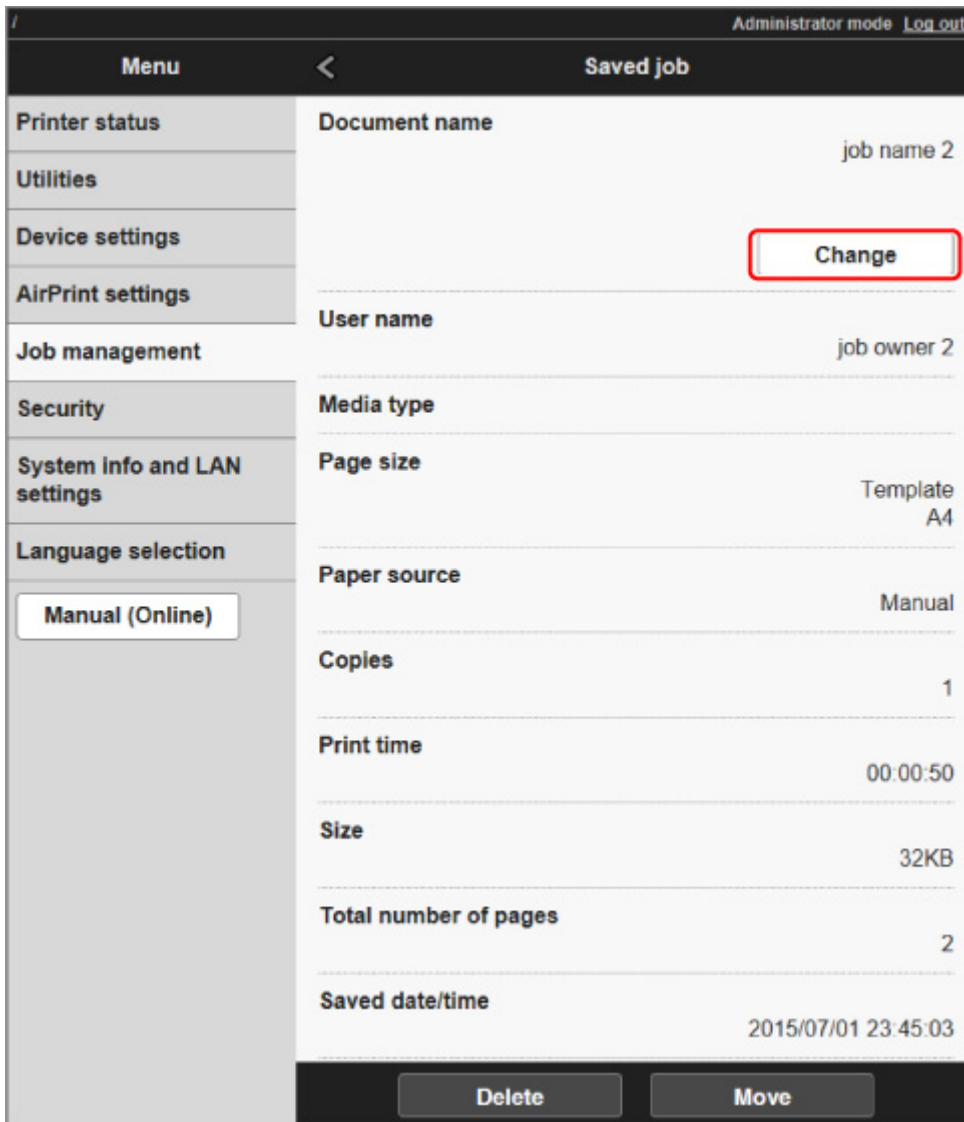 /
Administrator mode Log out
Menu
< Saved job
Printer status
Utilities
Device settings
AirPrint settings
Job management
Security
System info and LAN
settings
Language selection
Manual (Online)
Document name
job name 2
Change
User name
job owner 2
Media type
Page size
Template
A4
Paper source
Manual
Copies
1
Print time
00:00:50
Size
32KB
Total number of pages
2
Saved date/time
2015/07/01 23:45:03
Delete
Move